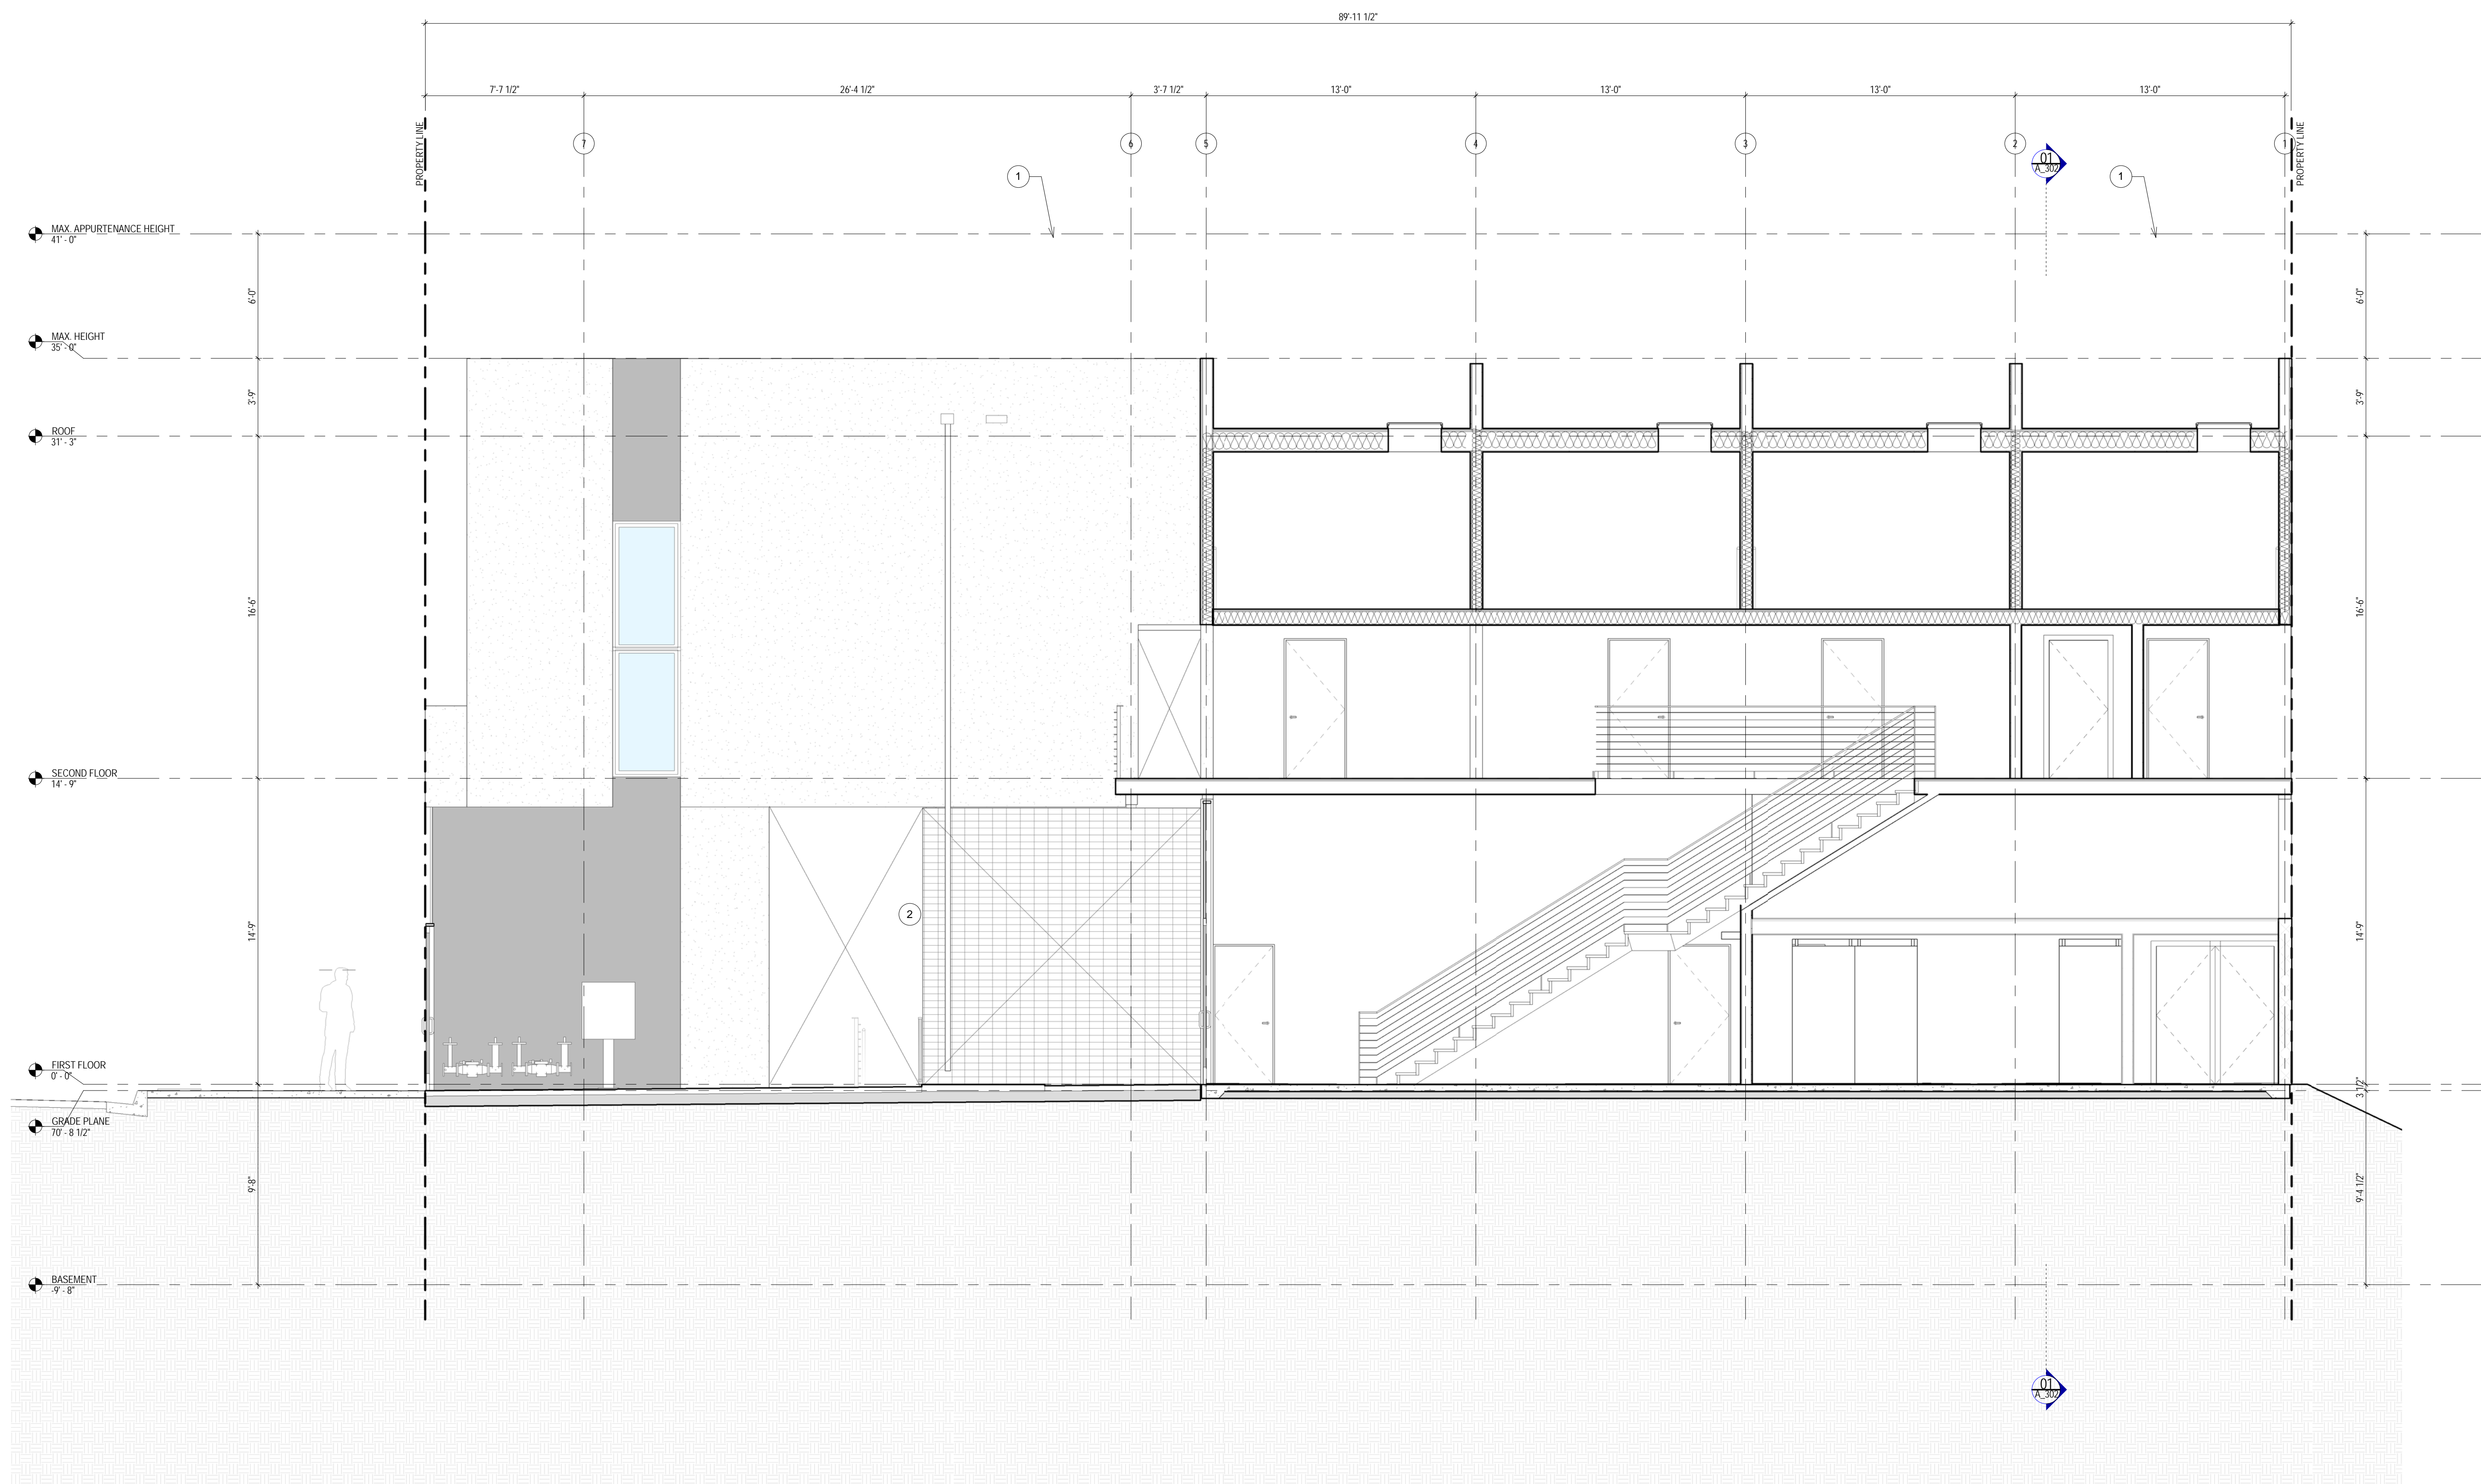 89'-11 1/2"
7'-7 1/2"
26'-4 1/2"
3'-7 1/2"
13'-0"
13'-0"
13'-0"
13'-0"
PROPERTY LINE
7
6
5
4
3
2
1
PROPERTY LINE
01
A_302
1
1
MAX. APPURTENANCE HEIGHT
41' - 0"
6'-0"
6'-0"
MAX. HEIGHT
35' - 0"
3'-9"
3'-9"
ROOF
31' - 3"
16'-6"
16'-6"
SECOND FLOOR
14' - 9"
14'-9"
2
14'-9"
FIRST FLOOR
0' - 0"
3 1/2"
GRADE PLANE
70' - 8 1/2"
9'-8"
9'-4 1/2"
BASEMENT
-9' - 8"
01
A_302